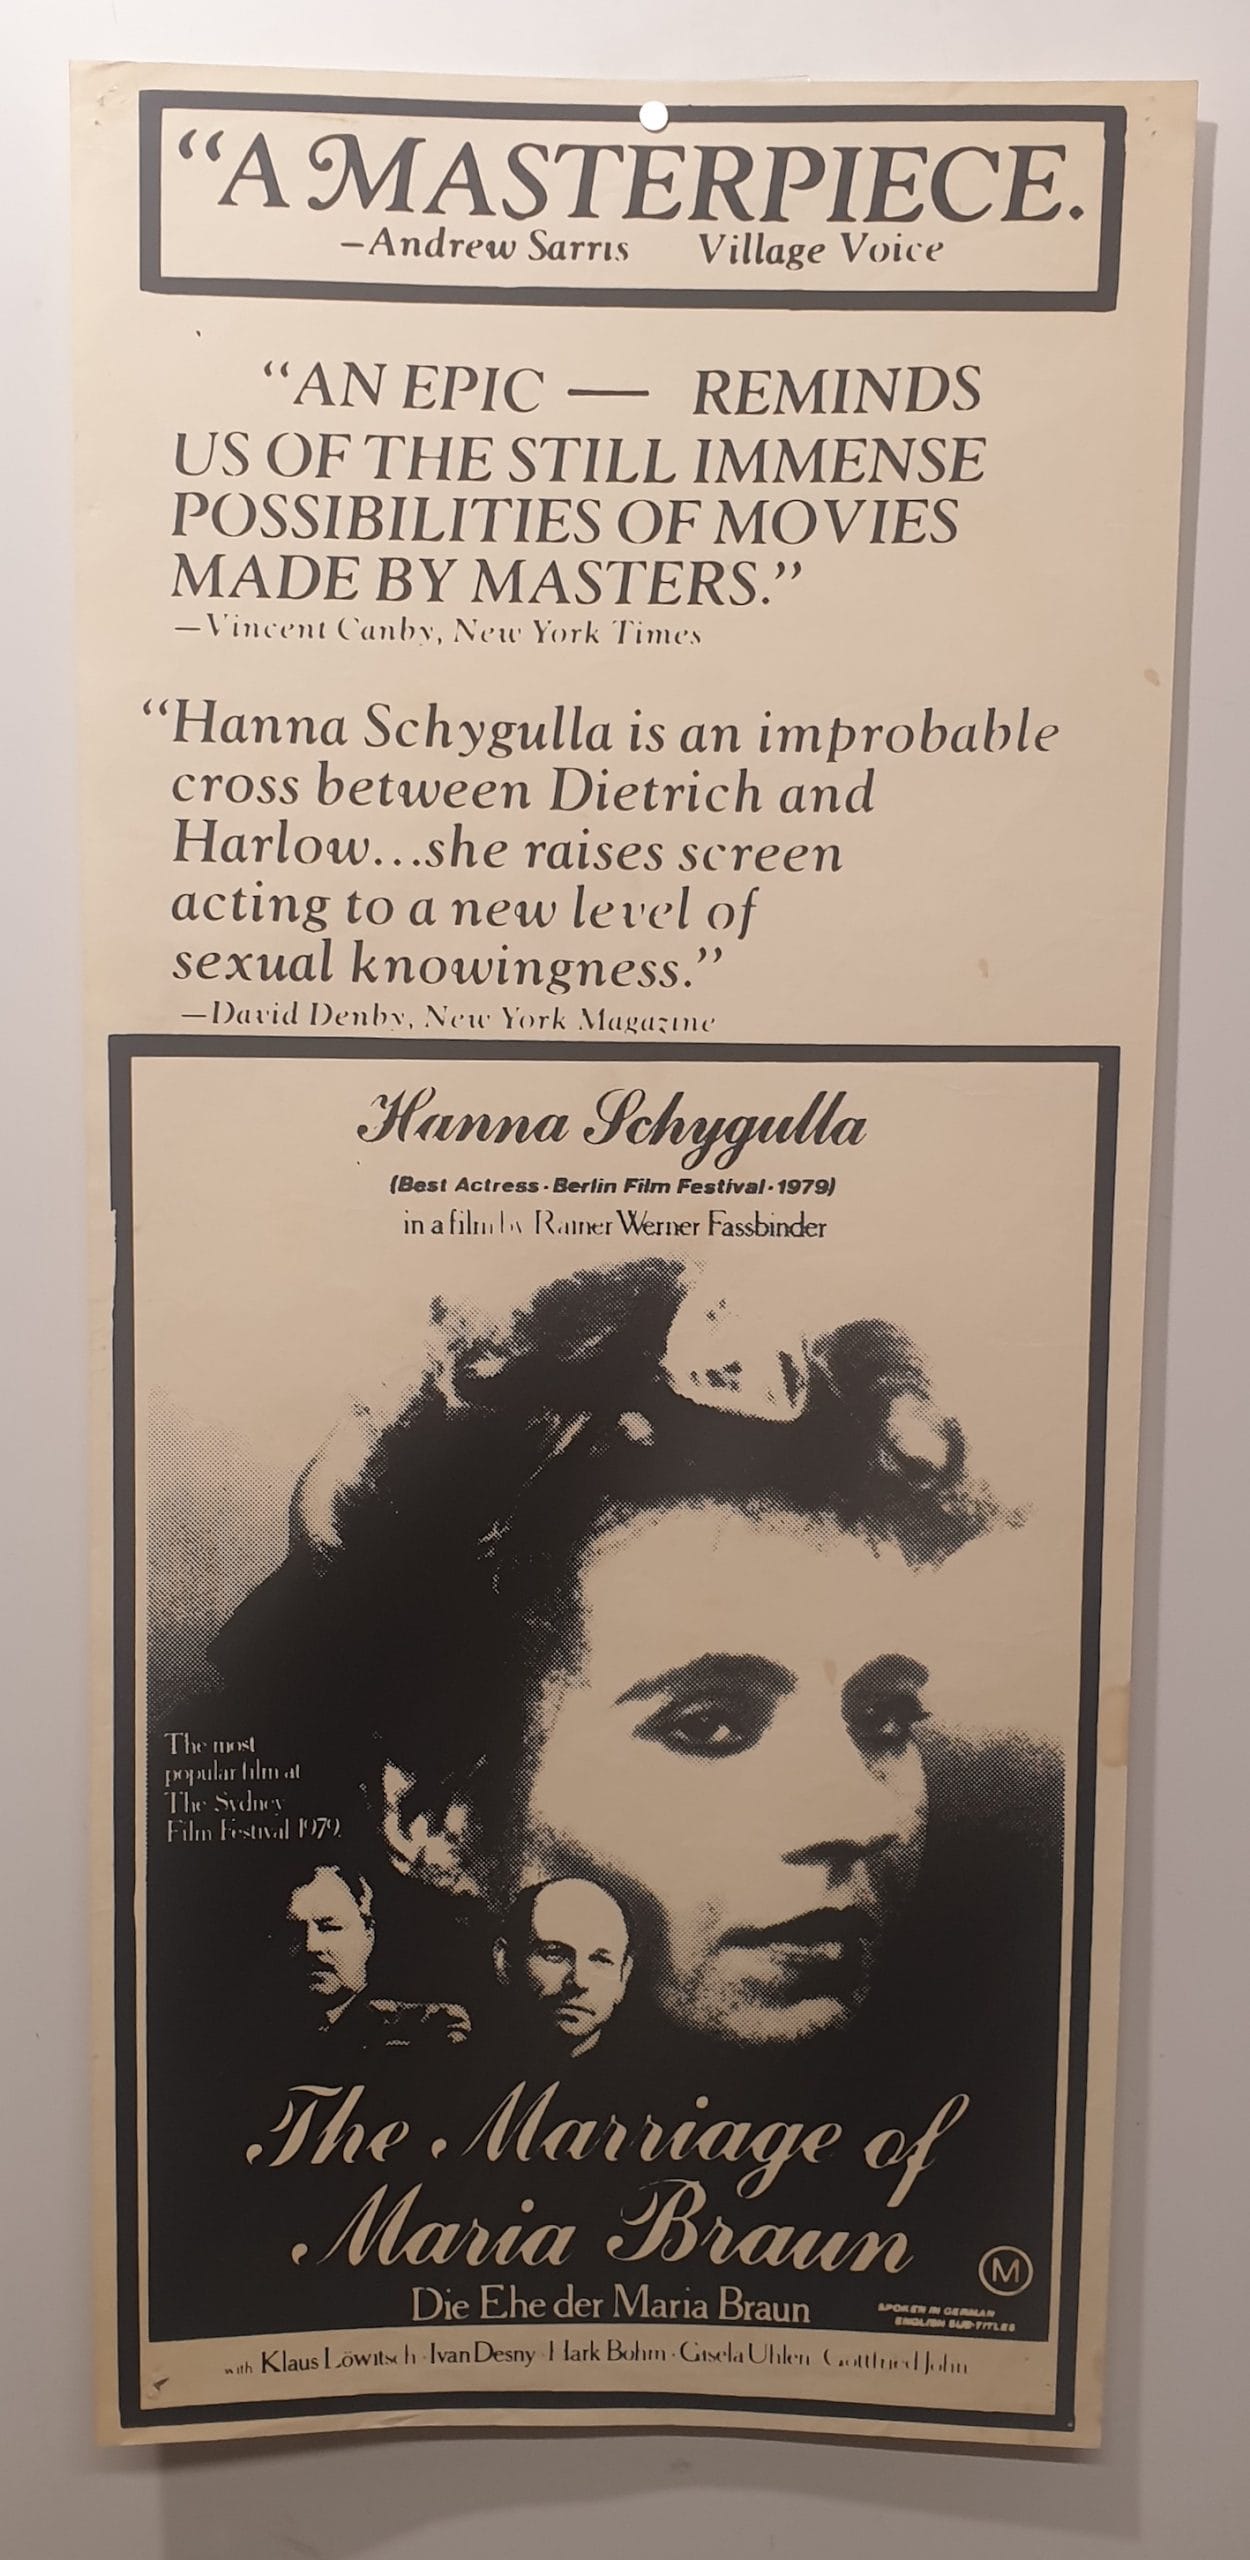 “A MASTERPIECE.
–Andrew Sarris Village Voice
“AN EPIC — REMINDS
US OF THE STILL IMMENSE
POSSIBILITIES OF MOVIES
MADE BY MASTERS.”
—Vincent Canby, New York Times
“Hanna Schygulla is an improbable
cross between Dietrich and
Harlow...she raises screen
acting to a new level of
sexual knowingness.”
—David Denby, New York Magazine
Hanna Schygulla
(Best Actress · Berlin Film Festival · 1979)
in a film by Rainer Werner Fassbinder
The most
popular film at
The Sydney
Film Festival 1979.
The Marriage of
Maria Braun
M
Die Ehe der Maria Braun
SPOKEN IN GERMAN
ENGLISH SUB-TITLES
with Klaus Löwitsch · Ivan Desny · Hark Bohm · Gisela Uhlen · Gottfried John